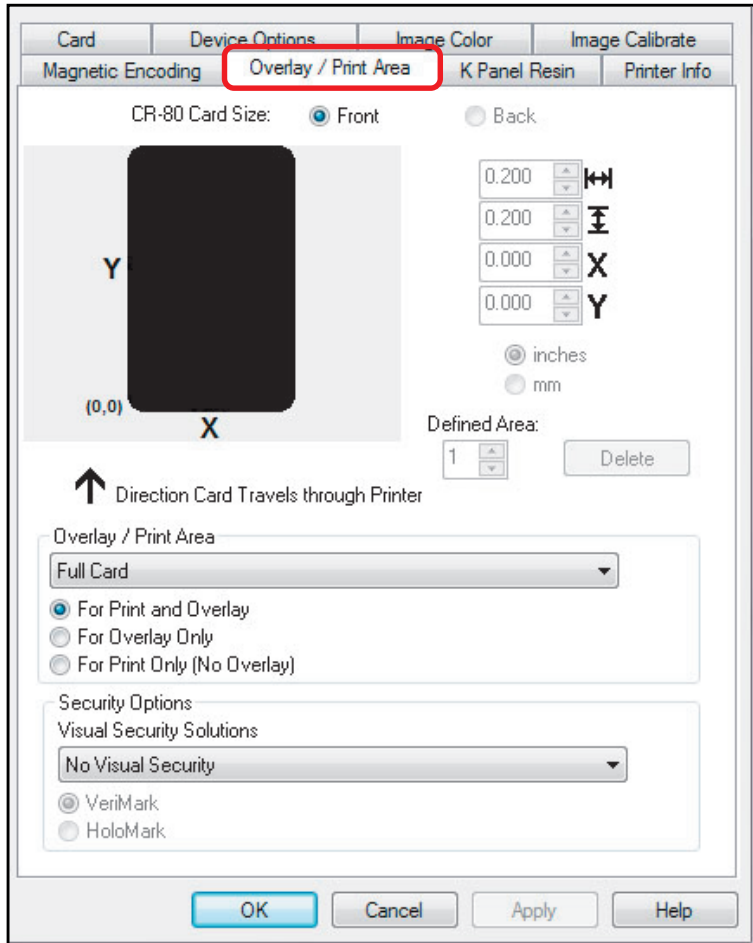 Card Device Options Image Color Image Calibrate
Magnetic Encoding Overlay / Print Area K Panel Resin Printer Info
CR-80 Card Size: Front Back
0.200
0.200
Y 0.000 X
0.000 Y
inches
mm
(0,0)
X
Defined Area:
1 Delete
Direction Card Travels through Printer
Overlay / Print Area
Full Card
For Print and Overlay
For Overlay Only
For Print Only (No Overlay)
Security Options
Visual Security Solutions
No Visual Security
VeriMark
HoloMark
OK Cancel Apply Help